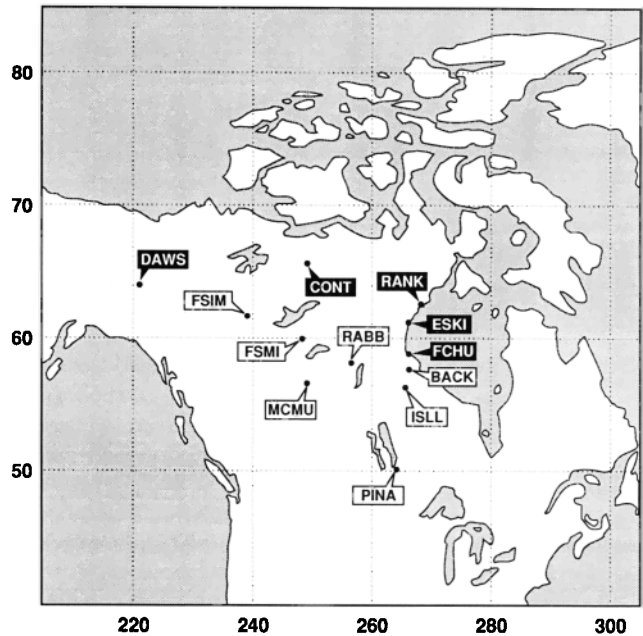 80
70
60
50
DAWS
CONT
RANK
FSIM
ESKI
RABB
FSMI
FCHU
BACK
MCMU
ISLL
PINA
220 240 260 280 300